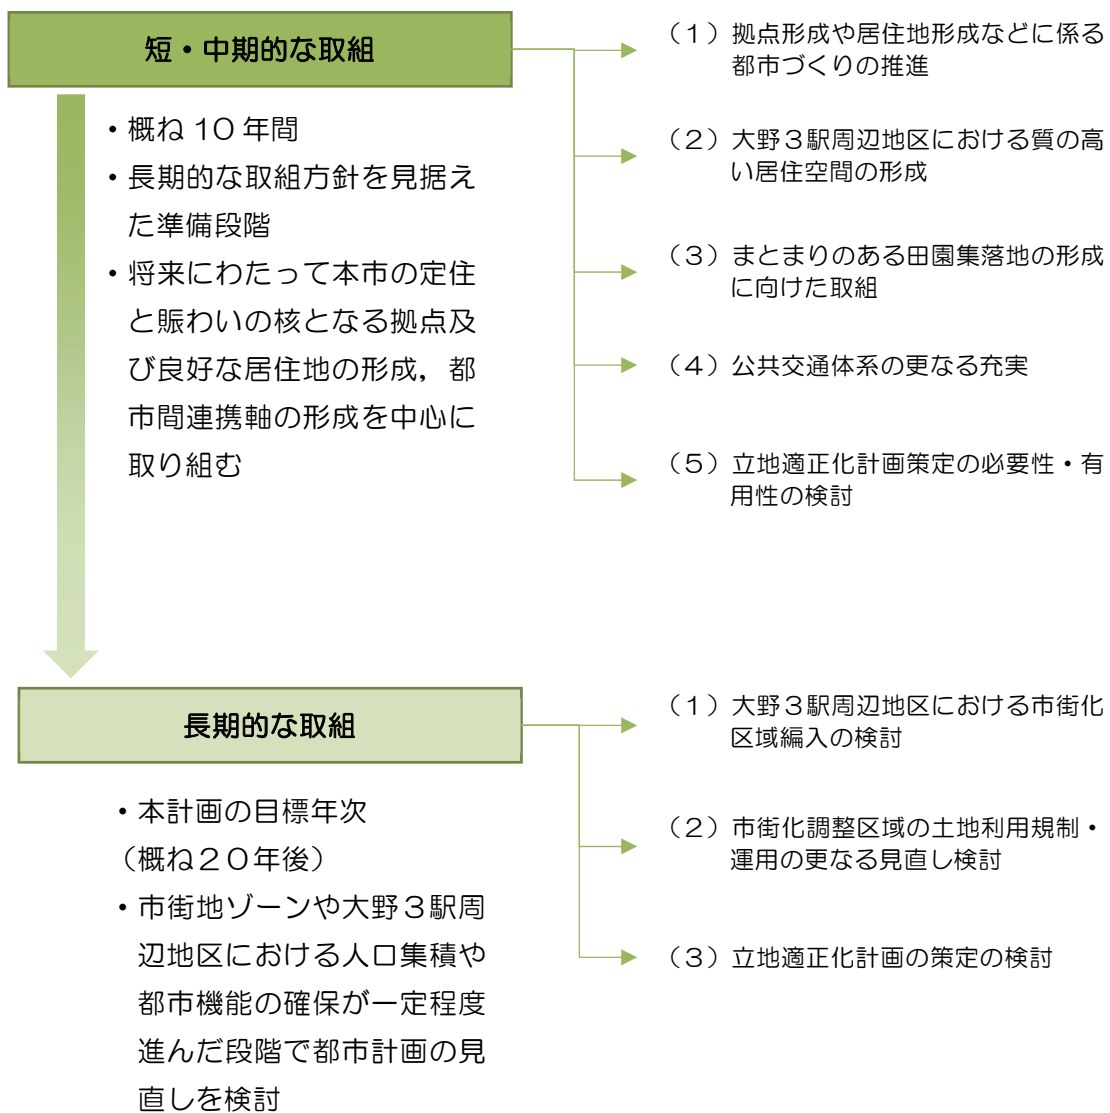 短・中期的な取組
・概ね 10 年間
・長期的な取組方針を見据え
た準備段階
・将来にわたって本市の定住
と賑わいの核となる拠点及
び良好な居住地の形成，都
市間連携軸の形成を中心に
取り組む
（１）拠点形成や居住地形成などに係る
都市づくりの推進
（２）大野３駅周辺地区における質の高
い居住空間の形成
（３）まとまりのある田園集落地の形成
に向けた取組
（４）公共交通体系の更なる充実
（５）立地適正化計画策定の必要性・有
用性の検討
長期的な取組
・本計画の目標年次
（概ね２０年後）
・市街地ゾーンや大野３駅周
辺地区における人口集積や
都市機能の確保が一定程度
進んだ段階で都市計画の見
直しを検討
（１）大野３駅周辺地区における市街化
区域編入の検討
（２）市街化調整区域の土地利用規制・
運用の更なる見直し検討
（３）立地適正化計画の策定の検討